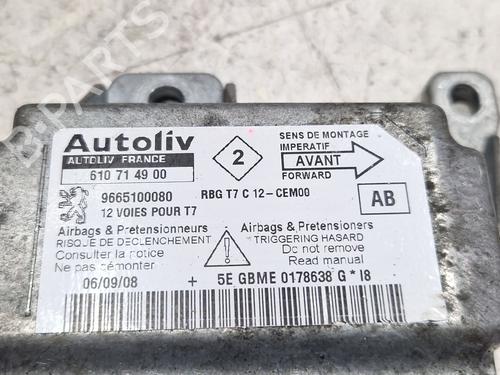 Autoliv
AUTOLIV FRANCE
610 71 49 00
2
SENS DE MONTAGE
IMPERATIF
AVANT
FORWARD
9665100080
RBG T7 C 12-CEM00
12 VOIES POUR T7
AB
Airbags & Pretensionneurs
RISQUE DE DECLENCHEMENT
Consulter la notice
Ne pas démonter
Airbags & Pretensioners
TRIGGERING HASARD
Do not remove
Read manual
06/09/08 + 5E GBME 0178638 G * 18
B-PARTS